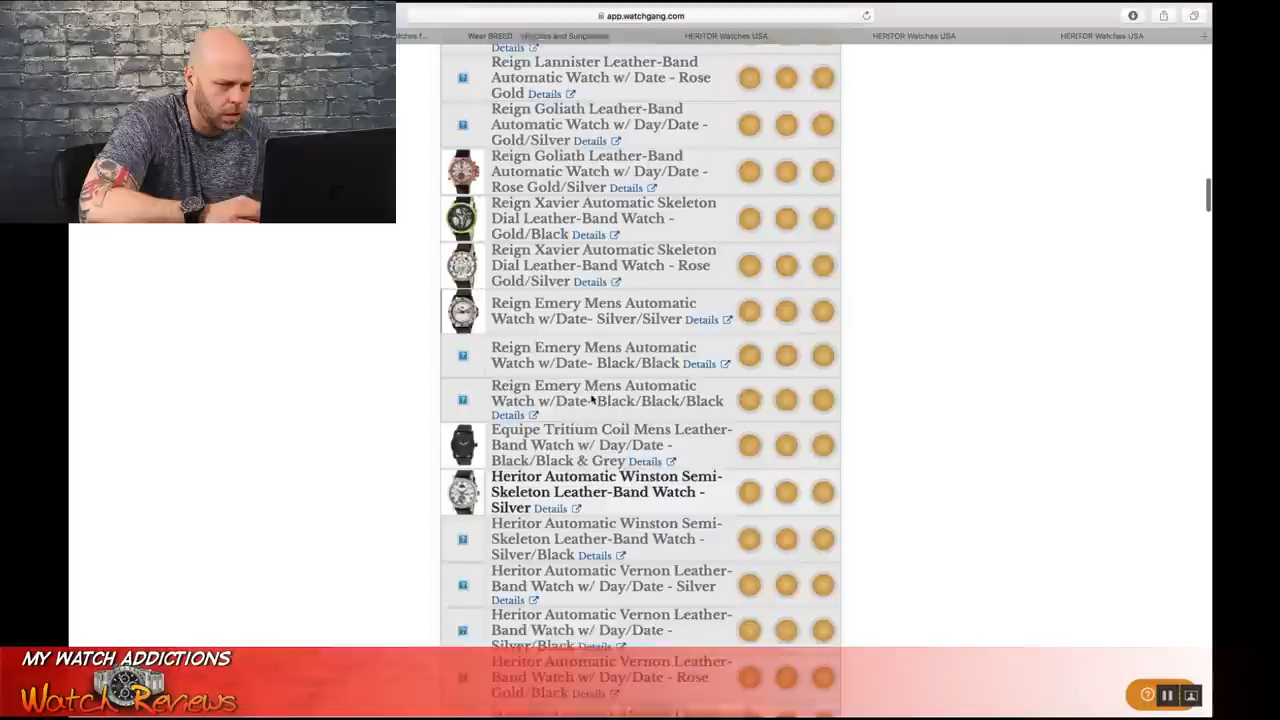 app.watchgang.com
Wear BREED
HERITOR Watches USA
HERITOR Watches USA
HERITOR Watches USA
Details
Reign Lannister Leather-Band
Automatic Watch w/ Date - Rose
Gold Details
Reign Goliath Leather-Band
Automatic Watch w/ Day/Date -
Gold/Silver Details
Reign Goliath Leather-Band
Automatic Watch w/ Day/Date -
Rose Gold/Silver Details
Reign Xavier Automatic Skeleton
Dial Leather-Band Watch -
Gold/Black Details
Reign Xavier Automatic Skeleton
Dial Leather-Band Watch - Rose
Gold/Silver Details
Reign Emery Mens Automatic
Watch w/Date- Silver/Silver Details
Reign Emery Mens Automatic
Watch w/Date- Black/Black Details
Reign Emery Mens Automatic
Watch w/Date- Black/Black/Black
Details
Equipe Tritium Coil Mens Leather-
Band Watch w/ Day/Date -
Black/Black & Grey Details
Heritor Automatic Winston Semi-
Skeleton Leather-Band Watch -
Silver Details
Heritor Automatic Winston Semi-
Skeleton Leather-Band Watch -
Silver/Black Details
Heritor Automatic Vernon Leather-
Band Watch w/ Day/Date - Silver
Details
Heritor Automatic Vernon Leather-
Band Watch w/ Day/Date -
Silver/Black Details
Heritor Automatic Vernon Leather-
Band Watch w/ Day/Date - Rose
Gold/Black Details
MY WATCH ADDICTIONS
Watch Reviews